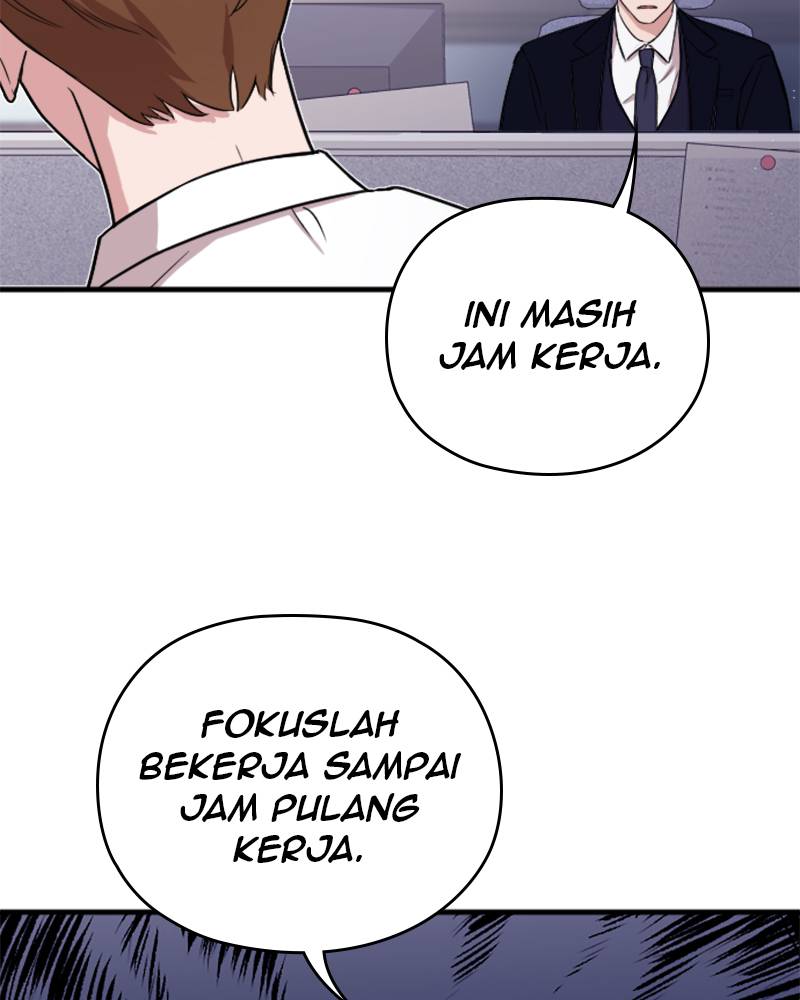 INI MASIH
JAM KERJA.
FOKUSLAH
BEKERJA SAMPAI
JAM PULANG
KERJA.